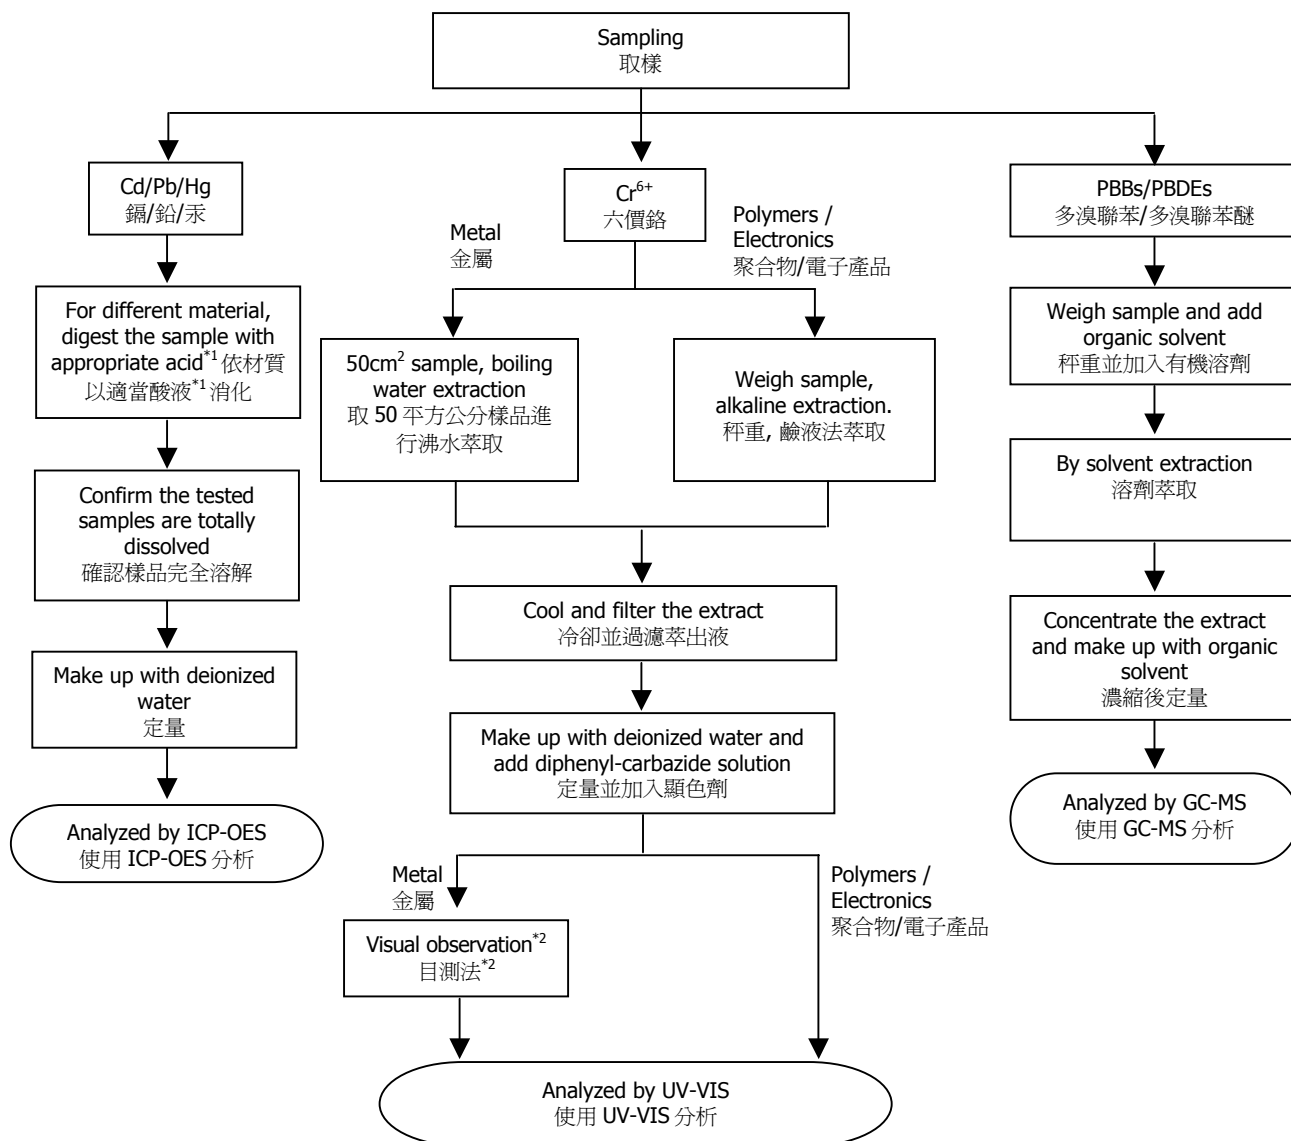 Sampling
取樣
Cd/Pb/Hg
鎘/鉛/汞
For different material,
digest the sample with
appropriate acid*1 依材質
以適當酸液*1 消化
Confirm the tested
samples are totally
dissolved
確認樣品完全溶解
Make up with deionized
water
定量
Analyzed by ICP-OES
使用 ICP-OES 分析
Cr6+
六價鉻
Metal
金屬
Polymers /
Electronics
聚合物/電子產品
50cm2 sample, boiling
water extraction
取 50 平方公分樣品進
行沸水萃取
Weigh sample,
alkaline extraction.
秤重, 鹼液法萃取
Cool and filter the extract
冷卻並過濾萃出液
Make up with deionized water and
add diphenyl-carbazide solution
定量並加入顯色劑
Metal
金屬
Polymers /
Electronics
聚合物/電子產品
Visual observation*2
目測法*2
Analyzed by UV-VIS
使用 UV-VIS 分析
PBBs/PBDEs
多溴聯苯/多溴聯苯醚
Weigh sample and add
organic solvent
秤重並加入有機溶劑
By solvent extraction
溶劑萃取
Concentrate the extract
and make up with organic
solvent
濃縮後定量
Analyzed by GC-MS
使用 GC-MS 分析